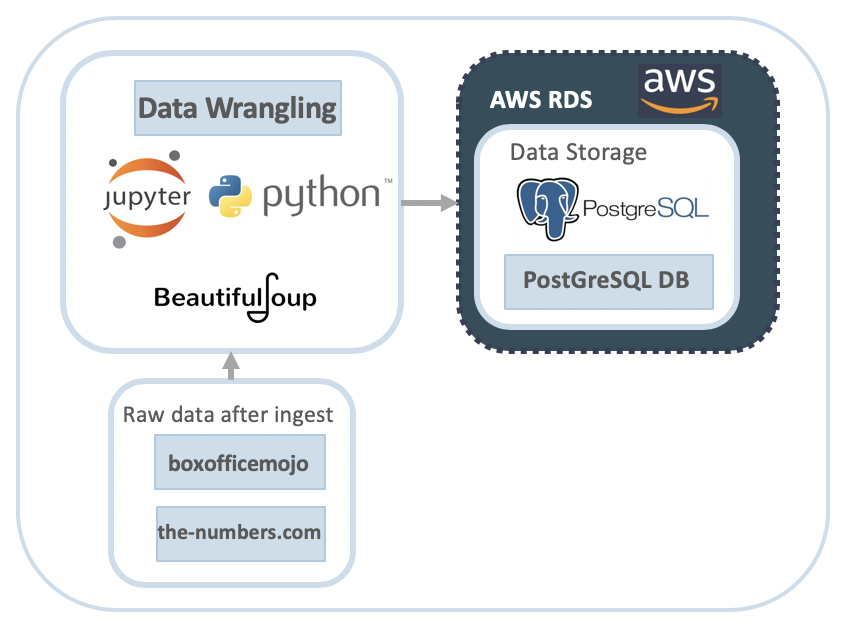 Data Wrangling
jupyter
python™
BeautifulSoup
AWS RDS
aws
Data Storage
PostgreSQL
PostGreSQL DB
Raw data after ingest
boxofficemojo
the-numbers.com